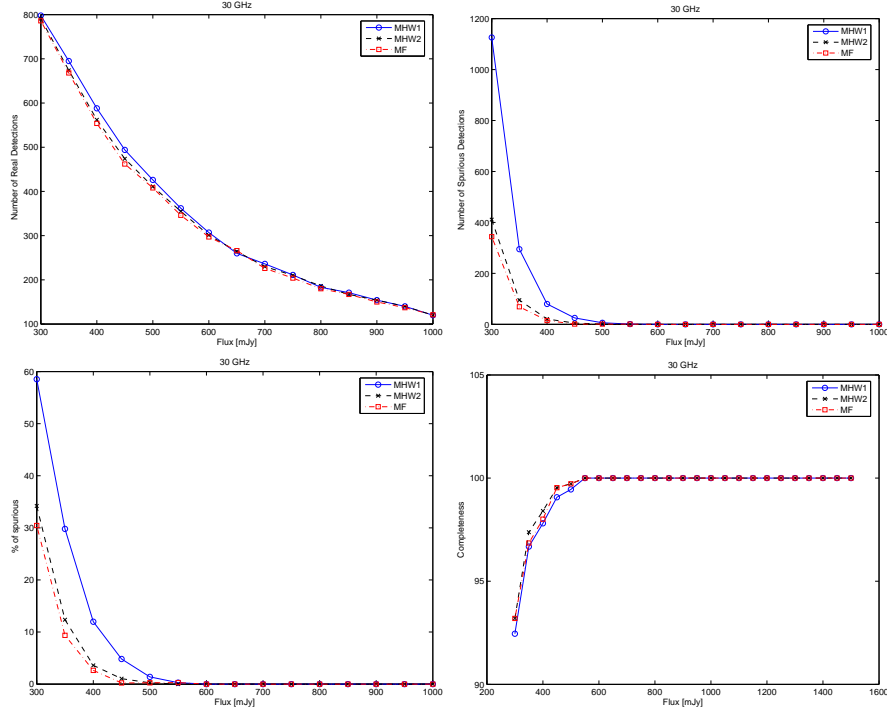 30 GHz
800
700
600
500
400
300
200
100
Number of Real Detections
300 400 500 600 700 800 900 1000
Flux [mJy]
MHW1
MHW2
MF
30 GHz
1200
1000
800
600
400
200
0
Number of Spurious Detections
300 400 500 600 700 800 900 1000
Flux [mJy]
MHW1
MHW2
MF
30 GHz
60
50
40
30
20
10
0
% of spurious
300 400 500 600 700 800 900 1000
Flux [mJy]
MHW1
MHW2
MF
30 GHz
105
100
95
90
Completeness
200 400 600 800 1000 1200 1400 1600
Flux [mJy]
MHW1
MHW2
MF